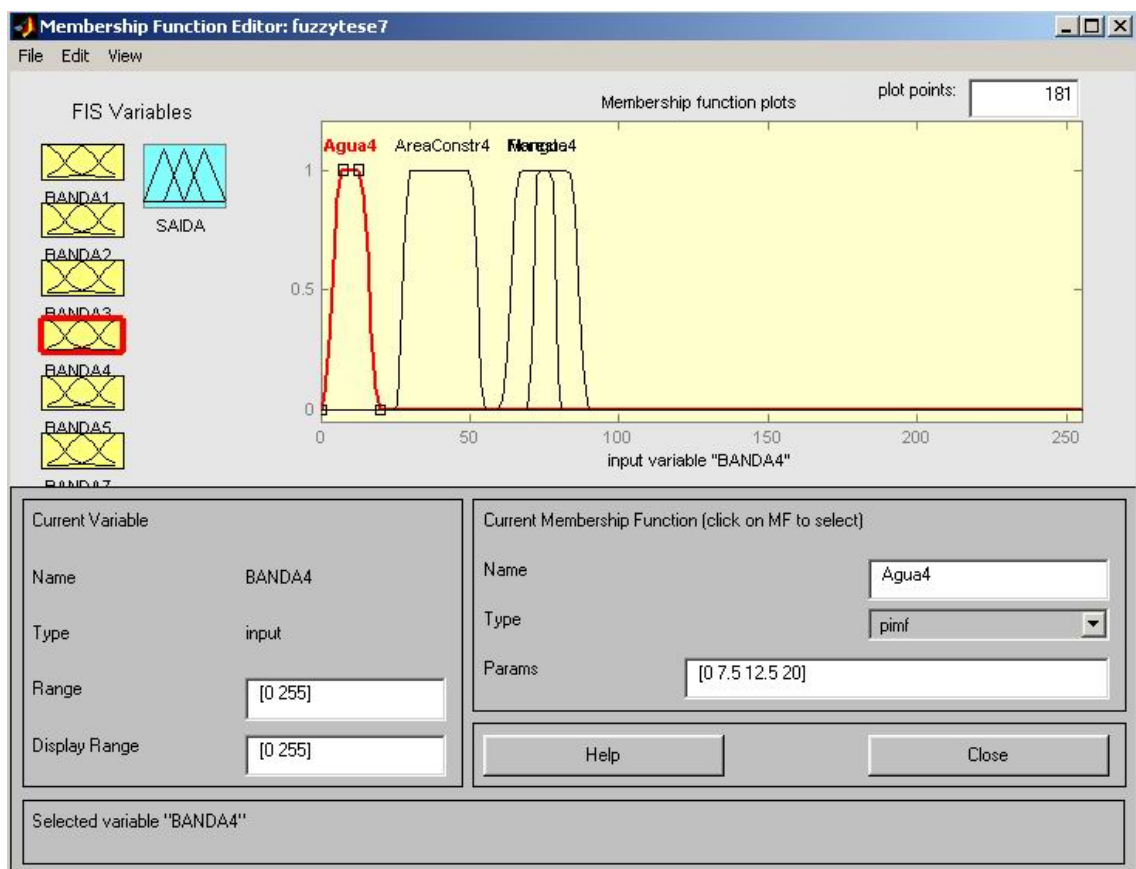 Membership Function Editor: fuzzytese7
File Edit View
FIS Variables
BANDA1
BANDA2
BANDA3
BANDA4
BANDA5
BANDA7
SAIDA
Membership function plots
plot points:
181
Agua4
AreaConstr4
1
0.5
0
0
50
100
150
200
250
input variable "BANDA4"
Current Variable
Name
BANDA4
Type
input
Range
[0 255]
Display Range
[0 255]
Current Membership Function (click on MF to select)
Name
Agua4
Type
pimf
Params
[0 7.5 12.5 20]
Help
Close
Selected variable "BANDA4"